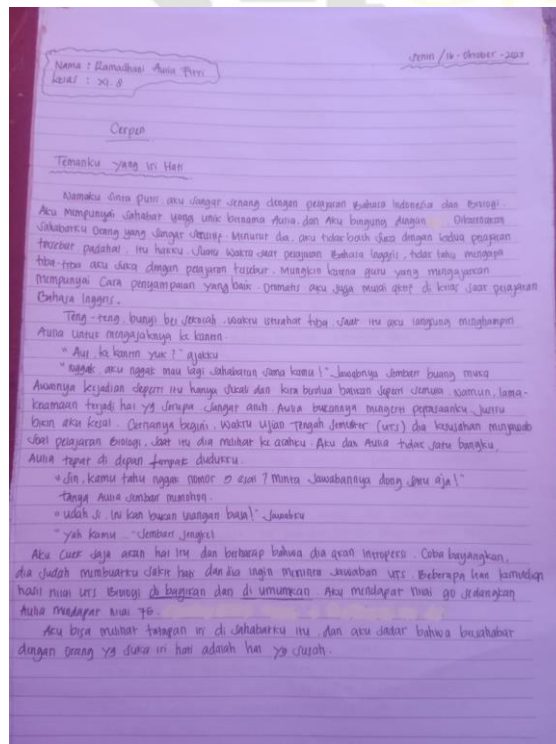 Senin / 16 - Oktober - 2023
Nama : Ramadhani Aulia Putri
kelas : XI. 8
Cerpen
Temanku yang iri Hati
Namaku Sinta Putri, aku sangat senang dengan pelajaran Bahasa Indonesia dan Biologi.
Aku mempunyai sahabat yang unik bernama Aulia, dan Aku bingung dengan Dikarenakan
sahabatku orang yang sangat. Menurut dia, aku tidak boleh suka dengan kedua pelajaran
tersebut padahal, itu hakku. Suatu waktu saat pelajaran Bahasa Inggris, tidak tahu mengapa
tiba-tiba aku suka dengan pelajaran tersebut. Mungkin karena guru yang mengajarkan
mempunyai cara penyampaian yang baik. Otomatis aku juga mulai aktif di kelas saat pelajaran
Bahasa Inggris.
Teng-teng, bunyi bel sekolah. waktu istirahat tiba, saat itu aku langsung menghampiri
Aulia untuk mengajaknya ke kantin.
" Aul, ke kantin yuk ? " ajakku
" nggak, aku nggak mau lagi sahabatan sama kamu ! " Jawabnya sembari buang muka
Awalnya kejadian seperti itu hanya sekali dan kita berdua baikan seperti semula. Namun, lama-
kelamaan terjadi hal yg serupa sangat aneh. Aulia bukannya mengerti perasaanku justru
bikin aku kesal. Ceritanya begini, waktu Ujian Tengah Semester (UTS) dia kesusahan menjawab
soal pelajaran Biologi, saat itu dia melihat ke arahku. Aku dan Aulia tidak satu bangku,
Aulia tepat di depan tempat dudukku.
" Sin, kamu tahu nggak nomor 5 esai ? minta Jawabannya dong satu aja ! "
tanya Aulia sembari memohon.
" udah si, ini kan bukan ulangan biasa ! " Jawabku
" yah kamu .. " sembari jengkel
Aku cuek saja akan hal itu dan berharap bahwa dia akan intropeksi. Coba bayangkan,
dia sudah membuatku sakit hati dan dia ingin meminta jawaban UTS. Beberapa hari kemudian
hasil nilai UTS Biologi di bagikan dan di umumkan. Aku mendapat nilai 90 sedangkan
Aulia mendapat nilai 70.
Aku bisa melihat tatapan iri di sahabatku itu, dan aku sadar bahwa bersahabat
dengan orang yg suka iri hati adalah hal yg susah.